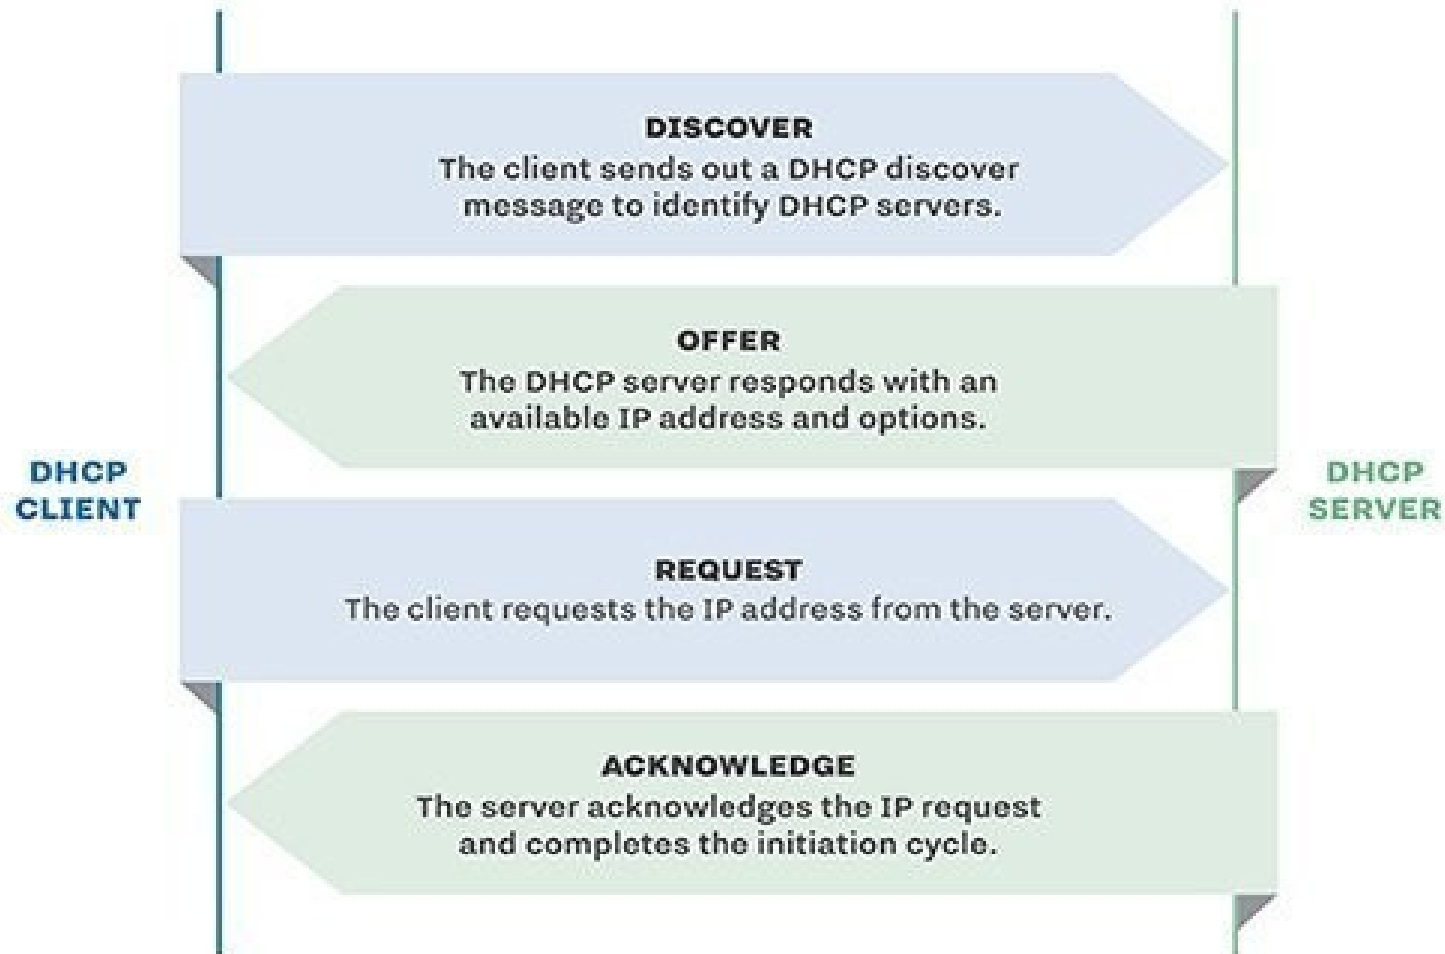 DISCOVER
The client sends out a DHCP discover
message to identify DHCP servers.
OFFER
The DHCP server responds with an
available IP address and options.
DHCP
CLIENT
DHCP
SERVER
REQUEST
The client requests the IP address from the server.
ACKNOWLEDGE
The server acknowledges the IP request
and completes the initiation cycle.